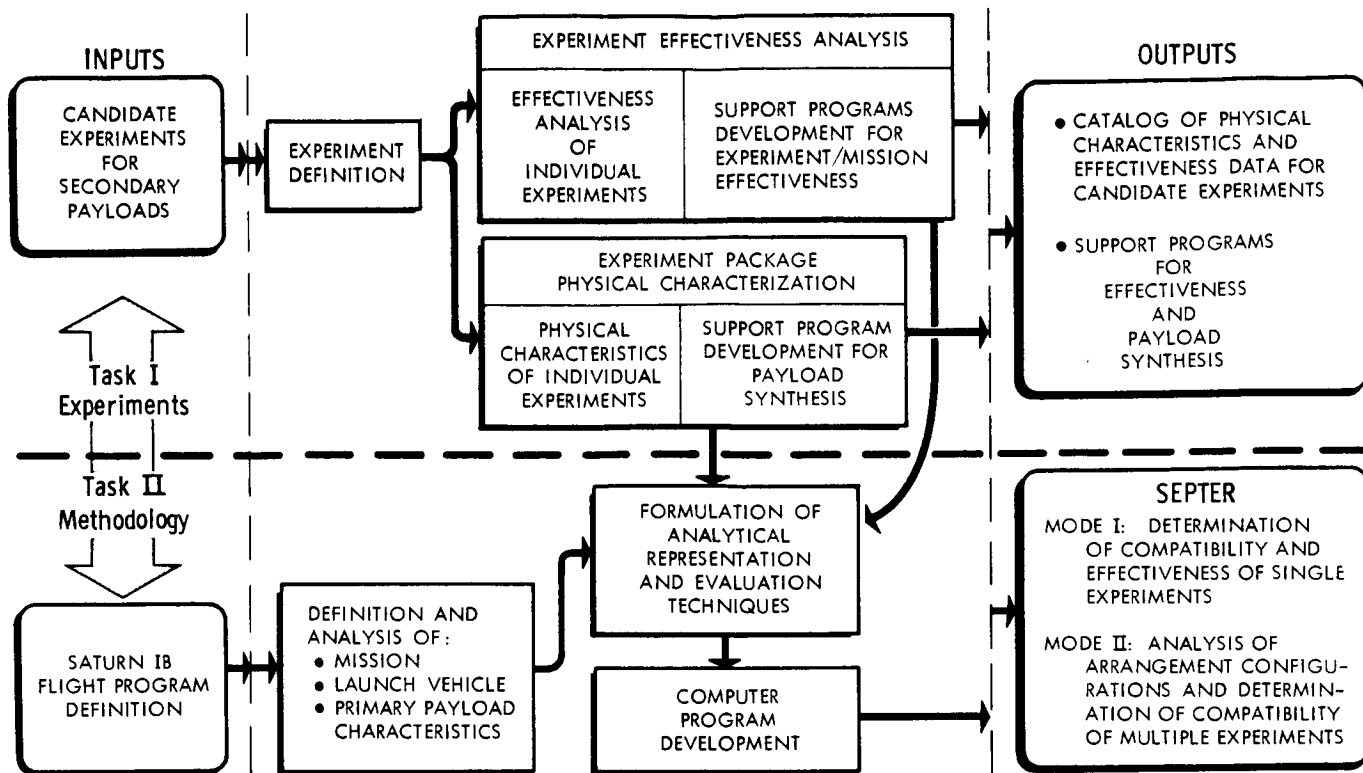 INPUTS
CANDIDATE
EXPERIMENTS
FOR
SECONDARY
PAYLOADS
EXPERIMENT
DEFINITION
EXPERIMENT EFFECTIVENESS ANALYSIS
EFFECTIVENESS
ANALYSIS
OF
INDIVIDUAL
EXPERIMENTS
SUPPORT PROGRAMS
DEVELOPMENT FOR
EXPERIMENT/MISSION
EFFECTIVENESS
EXPERIMENT PACKAGE
PHYSICAL CHARACTERIZATION
PHYSICAL
CHARACTERISTICS
OF INDIVIDUAL
EXPERIMENTS
SUPPORT PROGRAM
DEVELOPMENT FOR
PAYLOAD
SYNTHESIS
OUTPUTS
• CATALOG OF PHYSICAL
CHARACTERISTICS AND
EFFECTIVENESS DATA FOR
CANDIDATE EXPERIMENTS
• SUPPORT PROGRAMS
FOR
EFFECTIVENESS
AND
PAYLOAD
SYNTHESIS
Task I
Experiments
Task II
Methodology
SATURN IB
FLIGHT PROGRAM
DEFINITION
DEFINITION AND
ANALYSIS OF:
• MISSION
• LAUNCH VEHICLE
• PRIMARY PAYLOAD
CHARACTERISTICS
FORMULATION OF
ANALYTICAL
REPRESENTATION
AND EVALUATION
TECHNIQUES
COMPUTER
PROGRAM
DEVELOPMENT
SEPTER
MODE I: DETERMINATION
OF COMPATIBILITY AND
EFFECTIVENESS OF SINGLE
EXPERIMENTS
MODE II: ANALYSIS OF
ARRANGEMENT CONFIGU-
RATIONS AND DETERMIN-
ATION OF COMPATIBILITY
OF MULTIPLE EXPERIMENTS